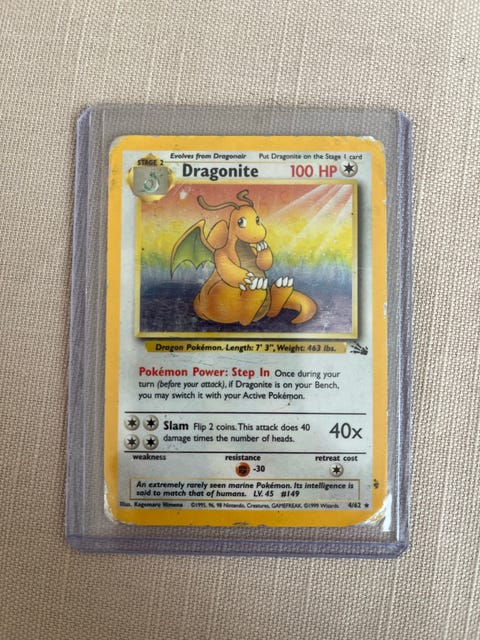 Evolves from Dragonair Put Dragonite on the Stage 1 card
STAGE 2
Dragonite 100 HP
Dragon Pokémon. Length: 7' 3", Weight: 463 lbs.
Pokémon Power: Step In Once during your
turn (before your attack), if Dragonite is on your Bench,
you may switch it with your Active Pokémon.
Slam Flip 2 coins. This attack does 40
damage times the number of heads.
40x
weakness resistance retreat cost
-30
An extremely rarely seen marine Pokémon. Its intelligence is
said to match that of humans. LV. 45 #149
Illus. Kagemaru Himeno ©1995, 96, 98 Nintendo, Creatures, GAMEFREAK. ©1999 Wizards. 4/62 ★